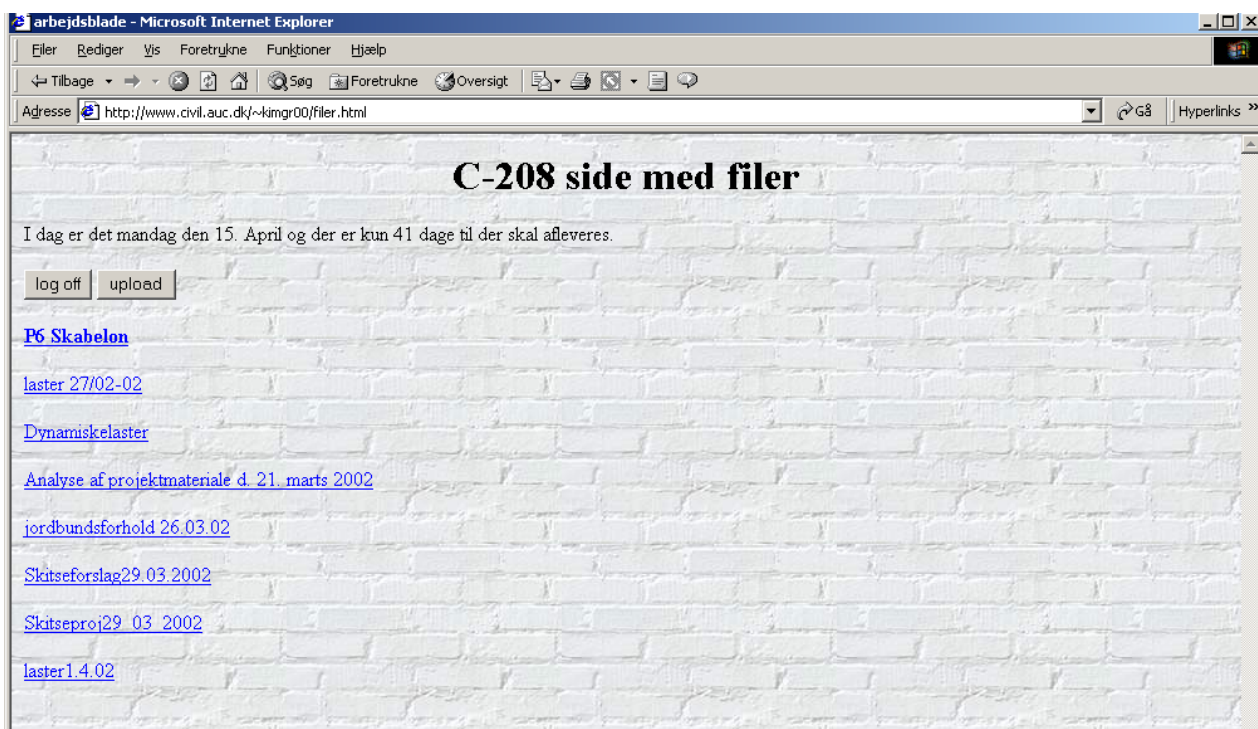 arbejdsblade - Microsoft Internet Explorer
Filer Rediger Vis Foretrukne Funktioner Hjælp
Tilbage Søg Foretrukne Oversigt
Adresse http://www.civil.auc.dk/~kimgr00/filer.html Gå Hyperlinks »
C-208 side med filer
I dag er det mandag den 15. April og der er kun 41 dage til der skal afleveres.
log off upload
P6 Skabelon
laster 27/02-02
Dynamiskelaster
Analyse af projektmateriale d. 21. marts 2002
jordbundsforhold 26.03.02
Skitseforslag29.03.2002
Skitseproj29_03_2002
laster1.4.02